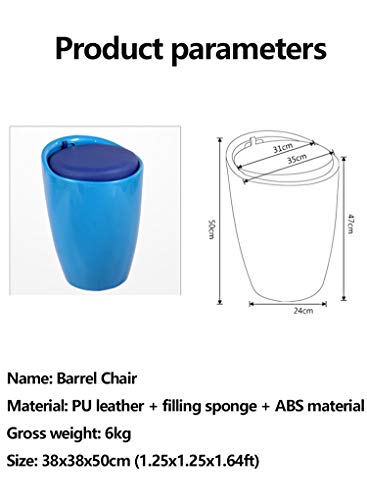 Product parameters
31cm
35cm
50cm
47cm
24cm
Name: Barrel Chair
Material: PU leather + filling sponge + ABS material
Gross weight: 6kg
Size: 38x38x50cm (1.25x1.25x1.64ft)